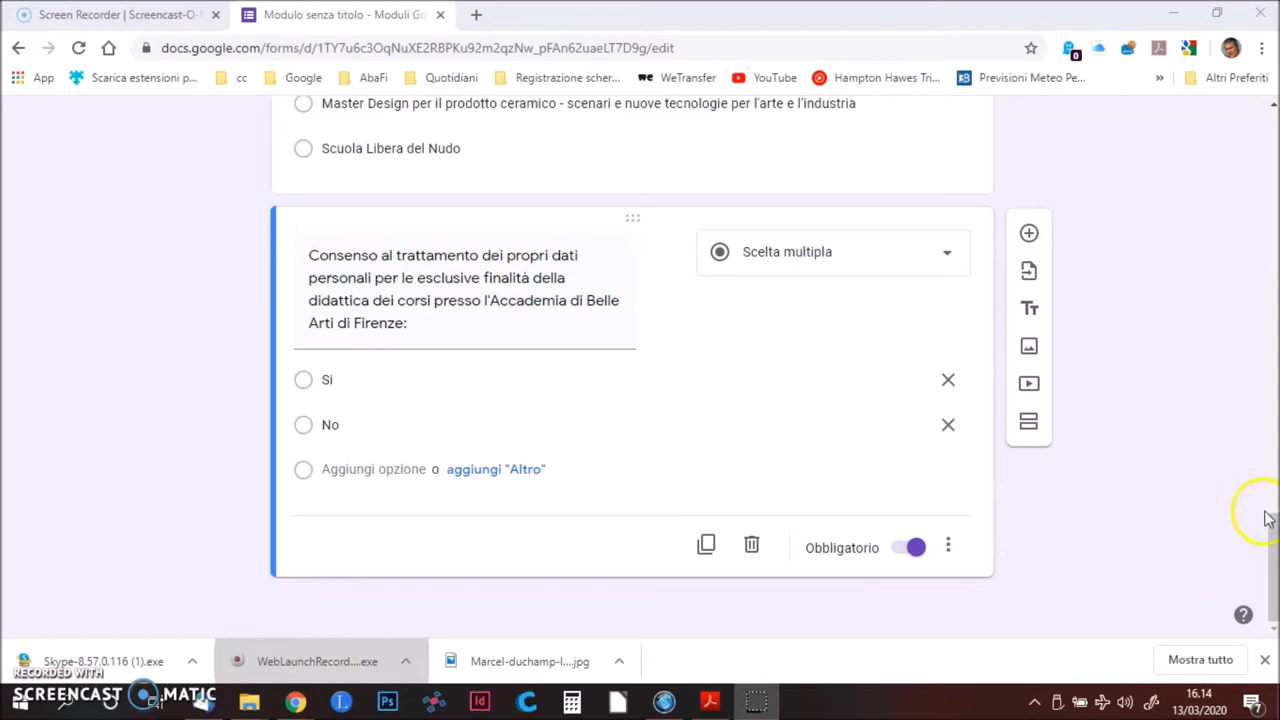 Screen Recorder | Screencast-O-M
Modulo senza titolo - Moduli Go
docs.google.com/forms/d/1TY7u6c3OqNuXE2RBPKu92m2qzNw_pFAn62uaeLT7D9g/edit
0
App
Scarica estensioni p...
cc
Google
AbaFi
Quotidiani
Registrazione scher...
WeTransfer
YouTube
Hampton Hawes Tri...
Previsioni Meteo Pe...
»
Altri Preferiti
Master Design per il prodotto ceramico - scenari e nuove tecnologie per l'arte e l'industria
Scuola Libera del Nudo
Consenso al trattamento dei propri dati
personali per le esclusive finalità della
didattica dei corsi presso l'Accademia di Belle
Arti di Firenze:
Scelta multipla
Si
No
Aggiungi opzione o aggiungi "Altro"
Obbligatorio
Skype-8.57.0.116 (1).exe
WebLaunchRecord....exe
Marcel-duchamp-l....jpg
Mostra tutto
RECORDED WITH
SCREENCAST MATIC
16.14
13/03/2020
7